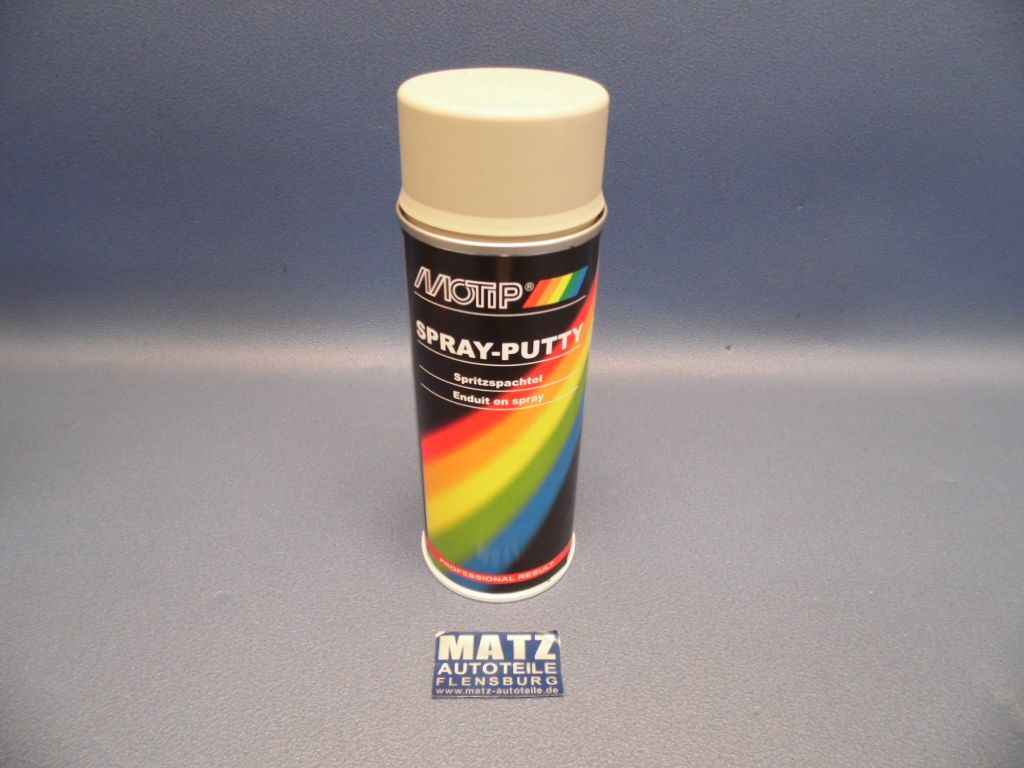 MOTIP®
SPRAY-PUTTY
Spritzspachtel
Enduit en spray
PROFESSIONAL RESULT
MATZ
AUTOTEILE
FLENSBURG
www.matz-autoteile.de